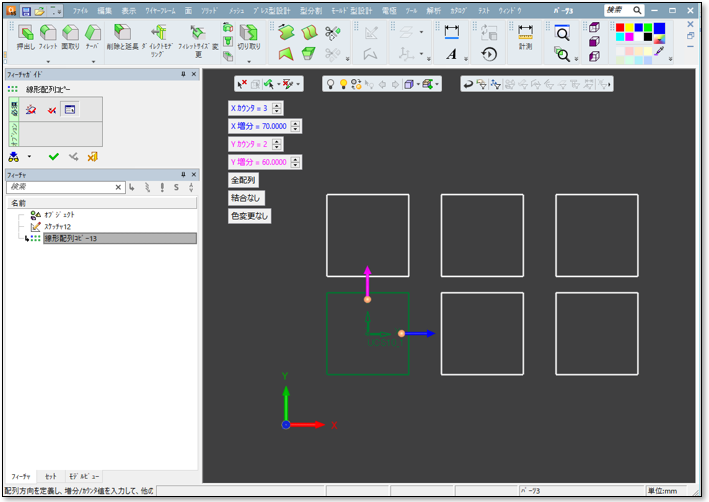 ファイル 編集 表示 ワイヤーフレーム 面 ソリッド メッシュ プレス型設計 型分割 モールド型設計 電極 ツール 解析 カタログ テスト ウィンドウ パーツ3 検索
押出し フィレット 面取り テーパ 削除と延長 ダイレクトモデリング フィレットサイズ変更 切り取り 計測
フィーチャガイド
線形配列コピー
必須
オプション
フィーチャ
検索
名前
オブジェクト
スケッチ12
線形配列コピー13
X カウンタ = 3
X 増分 = 70.0000
Y カウンタ = 2
Y 増分 = 60.0000
全配列
結合なし
色変更なし
Y
X
フィーチャ セット モデルビュー
配列方向を定義し、増分/カウンタ値を入力して、他の パーツ3 単位:mm